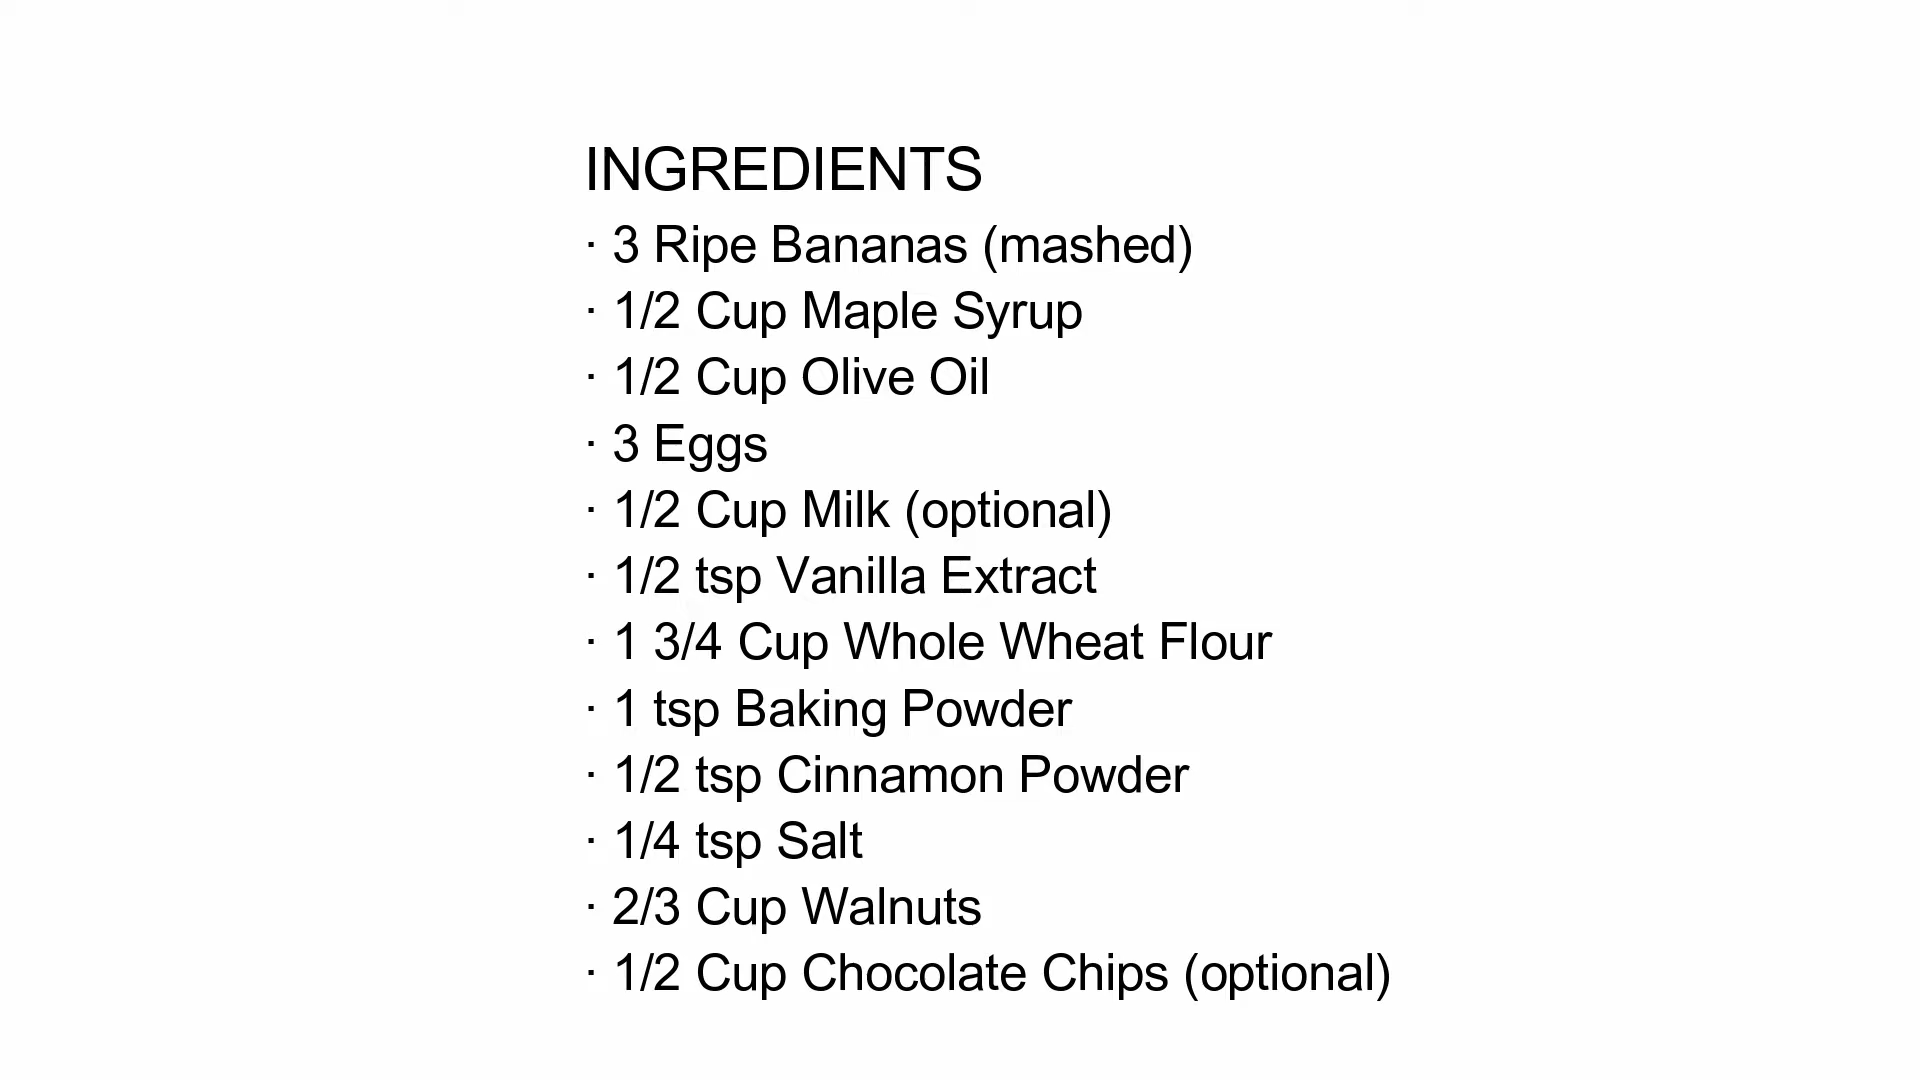 INGREDIENTS
· 3 Ripe Bananas (mashed)
· 1/2 Cup Maple Syrup
· 1/2 Cup Olive Oil
· 3 Eggs
· 1/2 Cup Milk (optional)
· 1/2 tsp Vanilla Extract
· 1 3/4 Cup Whole Wheat Flour
· 1 tsp Baking Powder
· 1/2 tsp Cinnamon Powder
· 1/4 tsp Salt
· 2/3 Cup Walnuts
· 1/2 Cup Chocolate Chips (optional)